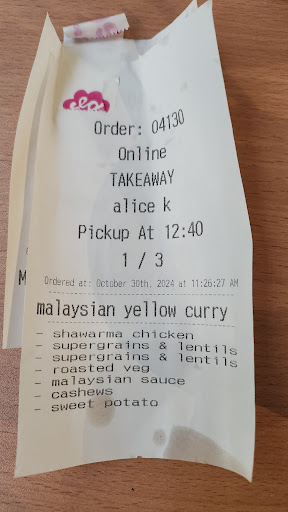 Order: 04130
Online
TAKEAWAY
alice k
Pickup At 12:40
1 / 3
Ordered at: October 30th, 2024 at 11:26:27 AM
malaysian yellow curry
- shawarma chicken
- supergrains & lentils
- supergrains & lentils
- roasted veg
- malaysian sauce
- cashews
- sweet potato